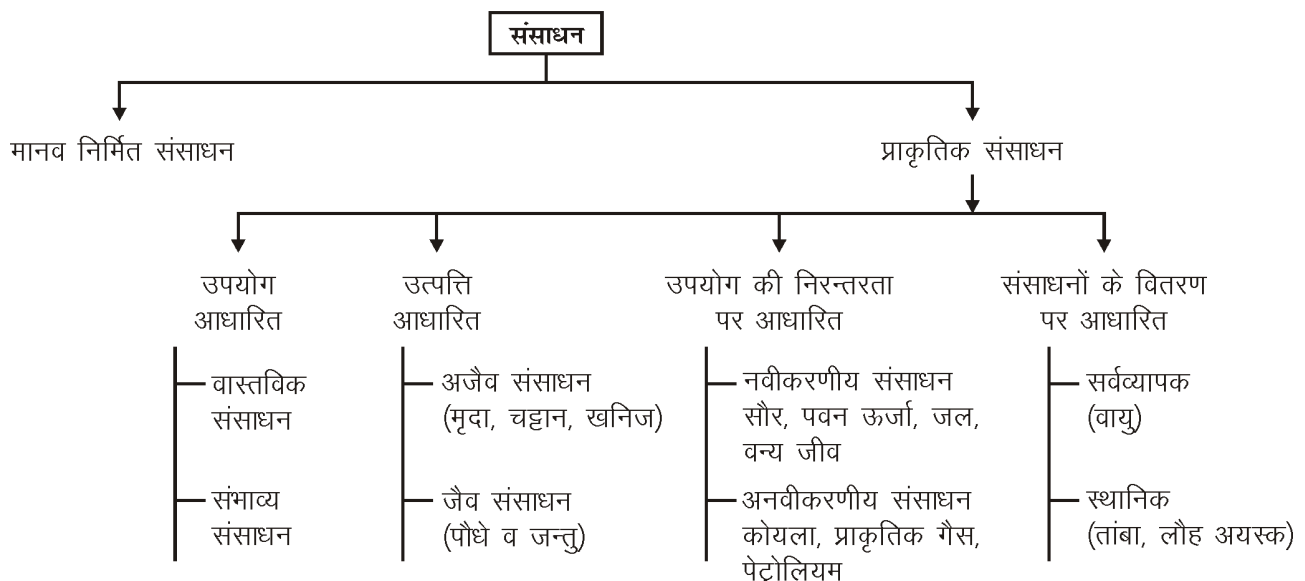 संसाधन
मानव निर्मित संसाधन
प्राकृतिक संसाधन
उपयोग
आधारित
वास्तविक
संसाधन
संभाव्य
संसाधन
उत्पत्ति
आधारित
अजैव संसाधन
(मृदा, चट्टान, खनिज)
जैव संसाधन
(पौधे व जन्तु)
उपयोग की निरन्तरता
पर आधारित
नवीकरणीय संसाधन
सौर, पवन ऊर्जा, जल,
वन्य जीव
अनवीकरणीय संसाधन
कोयला, प्राकृतिक गैस,
पेट्रोलियम
संसाधनों के वितरण
पर आधारित
सर्वव्यापक
(वायु)
स्थानिक
(तांबा, लौह अयस्क)